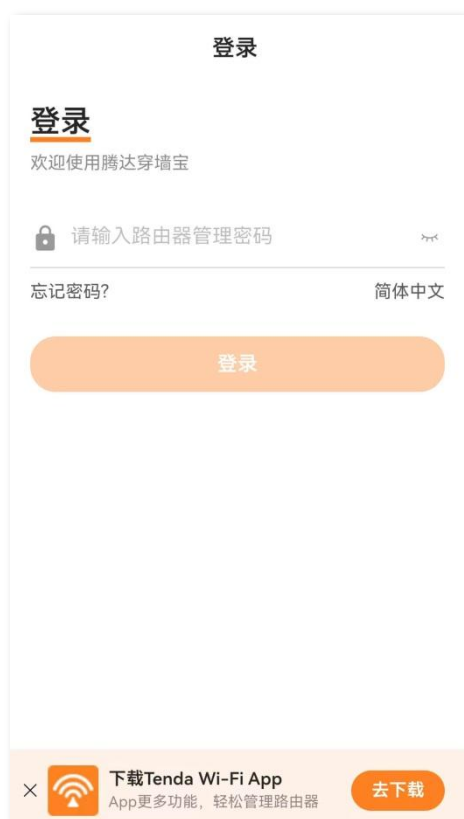 登录
登录
欢迎使用腾达穿墙宝
请输入路由器管理密码
忘记密码?
简体中文
登录
下载Tenda Wi-Fi App
App更多功能，轻松管理路由器
去下载